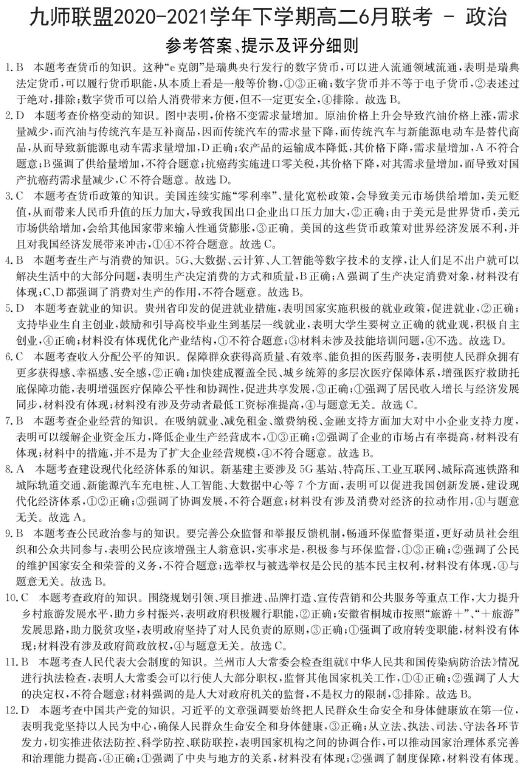 九师联盟2020-2021学年下学期高二6月联考 - 政治
参考答案、提示及评分细则
1. B 本题考查货币的知识。这种“e克朗”是瑞典央行发行的数字货币,可以进入流通领域流通,表明是瑞典
法定货币,可以履行货币职能,从本质上看是一般等价物,①③正确;数字货币并不等于电子货币,②表述过
于绝对,排除;数字货币可以给人消费带来方便,但不一定更安全,④排除。故选B。
2. D 本题考查价格变动的知识。图中表明,价格不变需求量增加。原油价格上升会导致汽油价格上涨,需求
量减少,而汽油与传统汽车是互补商品,因而传统汽车的需求量下降,而传统汽车与新能源电动车是替代商
品,从而导致新能源电动车需求量增加,D正确;农产品的运输成本降低,其价格下降,需求量增加,A不符合
题意;B强调了供给量增加,不符合题意;抗癌药实施进口零关税,其价格下降,对其需求量增加,而导致对国
产抗癌药需求量减少,C不符合题意。故选D。
3. C 本题考查货币政策的知识。美国连续实施“零利率”、量化宽松政策,会导致美元市场供给增加,美元贬
值,从而带来人民币升值的压力加大,导致我国出口企业出口压力加大,②正确;由于美元是世界货币,美元
市场供给增加,会给其他国家带来输入性通货膨胀,③正确。美国的这些货币政策对世界经济发展不利,并
且对我国经济发展带来冲击,①④不符合题意。故选C。
4. B 本题考查生产与消费的知识。5G、大数据、云计算、人工智能等数字技术的支撑,让人们足不出户就可以
解决生活中的大部分问题,表明生产决定消费的方式和质量,B正确;A强调了生产决定消费对象,材料没有
体现;C、D都强调了消费对生产的作用,不符合题意。故选B。
5. D 本题考查就业的知识。贵州省印发的促进就业措施,表明国家实施积极的就业政策,促进就业,②正确;
支持毕业生自主创业,鼓励和引导高校毕业生到基层一线就业,表明大学生要树立正确的就业观,积极自主
创业,④正确;材料没有体现优化产业结构,①不符合题意;③材料未涉及技能培训问题,④不选。故选D。
6. C 本题考查收入分配公平的知识。保障群众获得高质量、有效率、能负担的医药服务,表明使人民群众拥有
更多获得感、幸福感、安全感,②正确;加快建成覆盖全民、城乡统筹的多层次医疗保障体系,增强医疗救助托
底保障功能,表明增强医疗保障公平性和协调性,促进共享发展,③正确;①强调了居民收入增长与经济发展
同步,材料没有体现;材料没有涉及劳动者最低工资标准提高,④与题意无关。故选C。
7. B 本题考查企业经营的知识。在吸纳就业、减免租金、缴费纳税、金融支持方面加大对中小企业支持力度,
表明可以缓解企业资金压力,降低企业生产经营成本,①③正确;②强调了企业的市场占有率提高,材料没有
体现;材料中的措施,并不是为了扩大企业经营规模,④不符合题意。故选B。
8. A 本题考查建设现代化经济体系的知识。新基建主要涉及5G基站、特高压、工业互联网、城际高速铁路和
城际轨道交通、新能源汽车充电桩、人工智能、大数据中心等7个方面,表明可以促进我国创新发展,建设现
代化经济体系,①②正确;③强调了协调发展,不符合题意;材料没有涉及消费对经济的拉动作用,④与题意
无关。故选A。
9. B 本题考查公民政治参与的知识。要完善公众监督和举报反馈机制,畅通环保监督渠道,更好动员社会组
织和公众共同参与,表明公民应该增强主人翁意识,实事求是,积极参与环保监督,①③正确;②强调了公民
的维护国家安全和荣誉的义务,不符合题意;选举权与被选举权是公民的基本民主权利,材料没有体现,④与
题意无关。故选B。
10. C 本题考查政府的知识。围绕规划引领、项目推进、品牌打造、宣传营销和公共服务等重点工作,大力提升
乡村旅游发展水平,助力乡村振兴,表明政府积极履行职能,②正确;安徽省桐城市按照“旅游+”、“+旅游”
发展思路,助力脱贫攻坚,表明政府坚持了对人民负责的原则,③正确;①强调了政府转变职能,材料没有体
现;材料没有涉及政府简政放权,④与题意无关。故选C。
11. B 本题考查人民代表大会制度的知识。兰州市人大常委会检查组就《中华人民共和国传染病防治法》情况
进行执法检查,表明人大常委会可以行使人大部分职权,监督其他国家机关工作,①④正确;②强调了人大
的决定权,不符合题意;材料强调的是人大对政府机关的监督,不是权力的限制,③排除。故选B。
12. D 本题考查中国共产党的知识。习近平的文章强调要始终把人民群众生命安全和身体健康放在第一位,
表明我党坚持以人民为中心,确保人民群众生命安全和身体健康,③正确;从立法、执法、司法、守法各环节
发力,切实推进依法防控、科学防控、联防联控,表明国家机构之间的协调合作,可以推动国家治理体系完善
和治理能力提高,④正确;①强调了中央与地方的关系,材料没有体现;②强调了制度保障,材料没有体现。